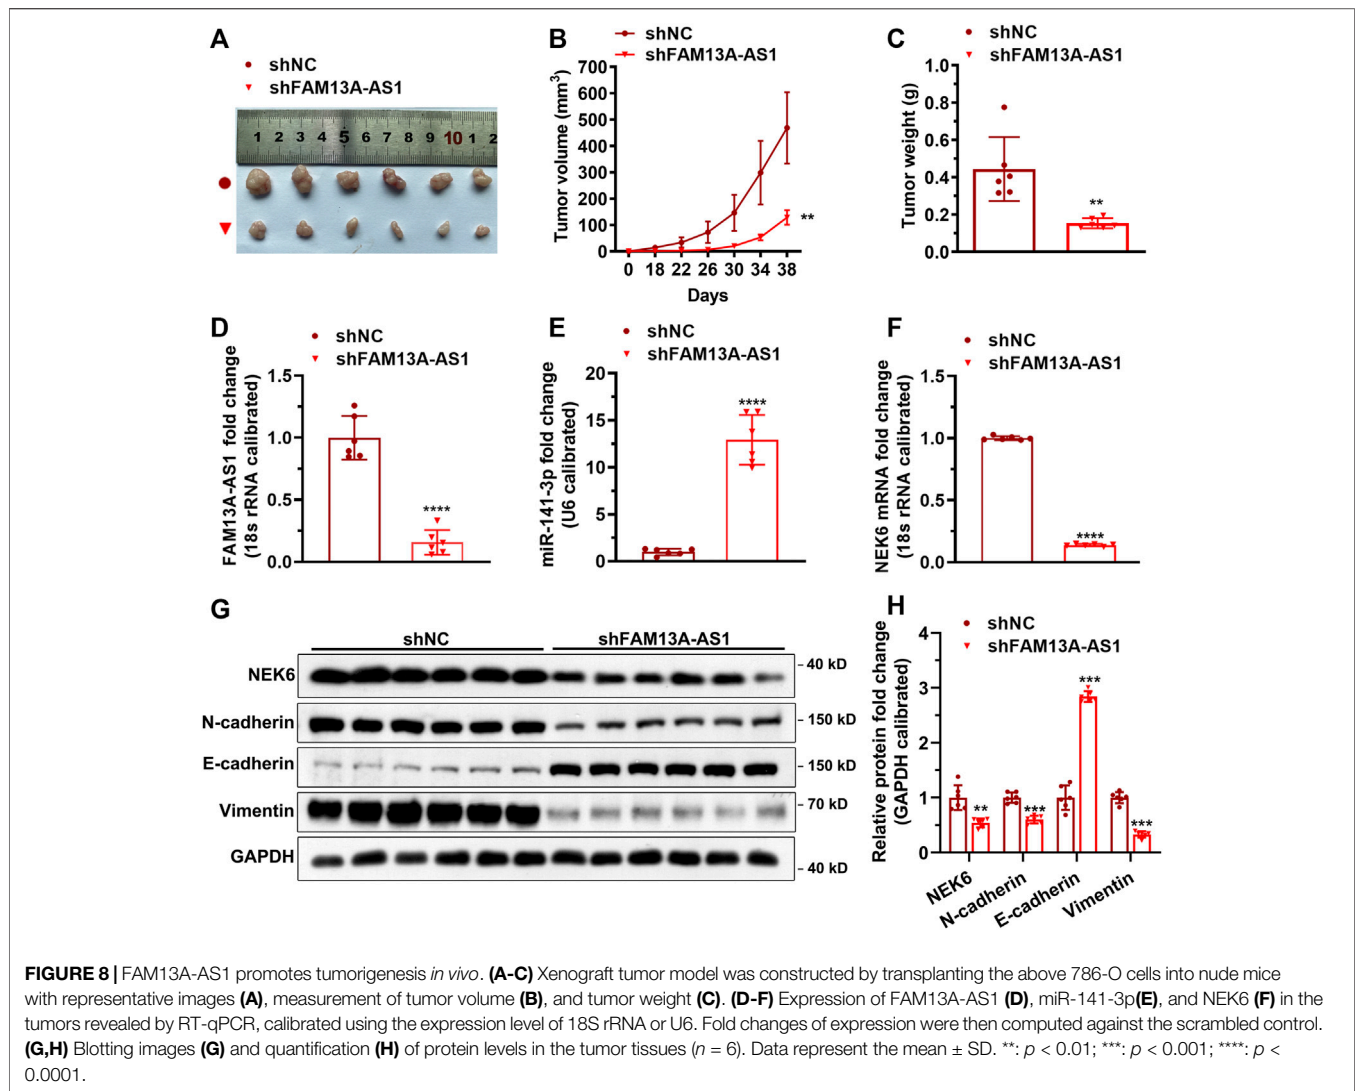 A
shNC
shFAM13A-AS1
1 2 3 4 5 6 7 8 9 10 1 2
B
shNC
shFAM13A-AS1
Tumor volume (mm³)
700
600
500
400
300
200
100
0
**
0 18 22 26 30 34 38
Days
C
shNC
shFAM13A-AS1
Tumor weight (g)
1.0
0.8
0.6
0.4
0.2
0.0
**
D
shNC
shFAM13A-AS1
FAM13A-AS1 fold change
(18s rRNA calibrated)
1.5
1.0
0.5
0.0
****
E
shNC
shFAM13A-AS1
miR-141-3p fold change
(U6 calibrated)
20
15
10
5
0
****
F
shNC
shFAM13A-AS1
NEK6 mRNA fold change
(18s rRNA calibrated)
1.5
1.0
0.5
0.0
****
G
shNC shFAM13A-AS1
NEK6 - 40 kD
N-cadherin - 150 kD
E-cadherin - 150 kD
Vimentin - 70 kD
GAPDH - 40 kD
H
shNC
shFAM13A-AS1
Relative protein fold change
(GAPDH calibrated)
4
3
2
1
0
** *** *** ***
NEK6 N-cadherin E-cadherin Vimentin
FIGURE 8 | FAM13A-AS1 promotes tumorigenesis in vivo. (A-C) Xenograft tumor model was constructed by transplanting the above 786-O cells into nude mice
with representative images (A), measurement of tumor volume (B), and tumor weight (C). (D-F) Expression of FAM13A-AS1 (D), miR-141-3p(E), and NEK6 (F) in the
tumors revealed by RT-qPCR, calibrated using the expression level of 18S rRNA or U6. Fold changes of expression were then computed against the scrambled control.
(G,H) Blotting images (G) and quantification (H) of protein levels in the tumor tissues (n = 6). Data represent the mean ± SD. **: p < 0.01; ***: p < 0.001; ****: p <
0.0001.